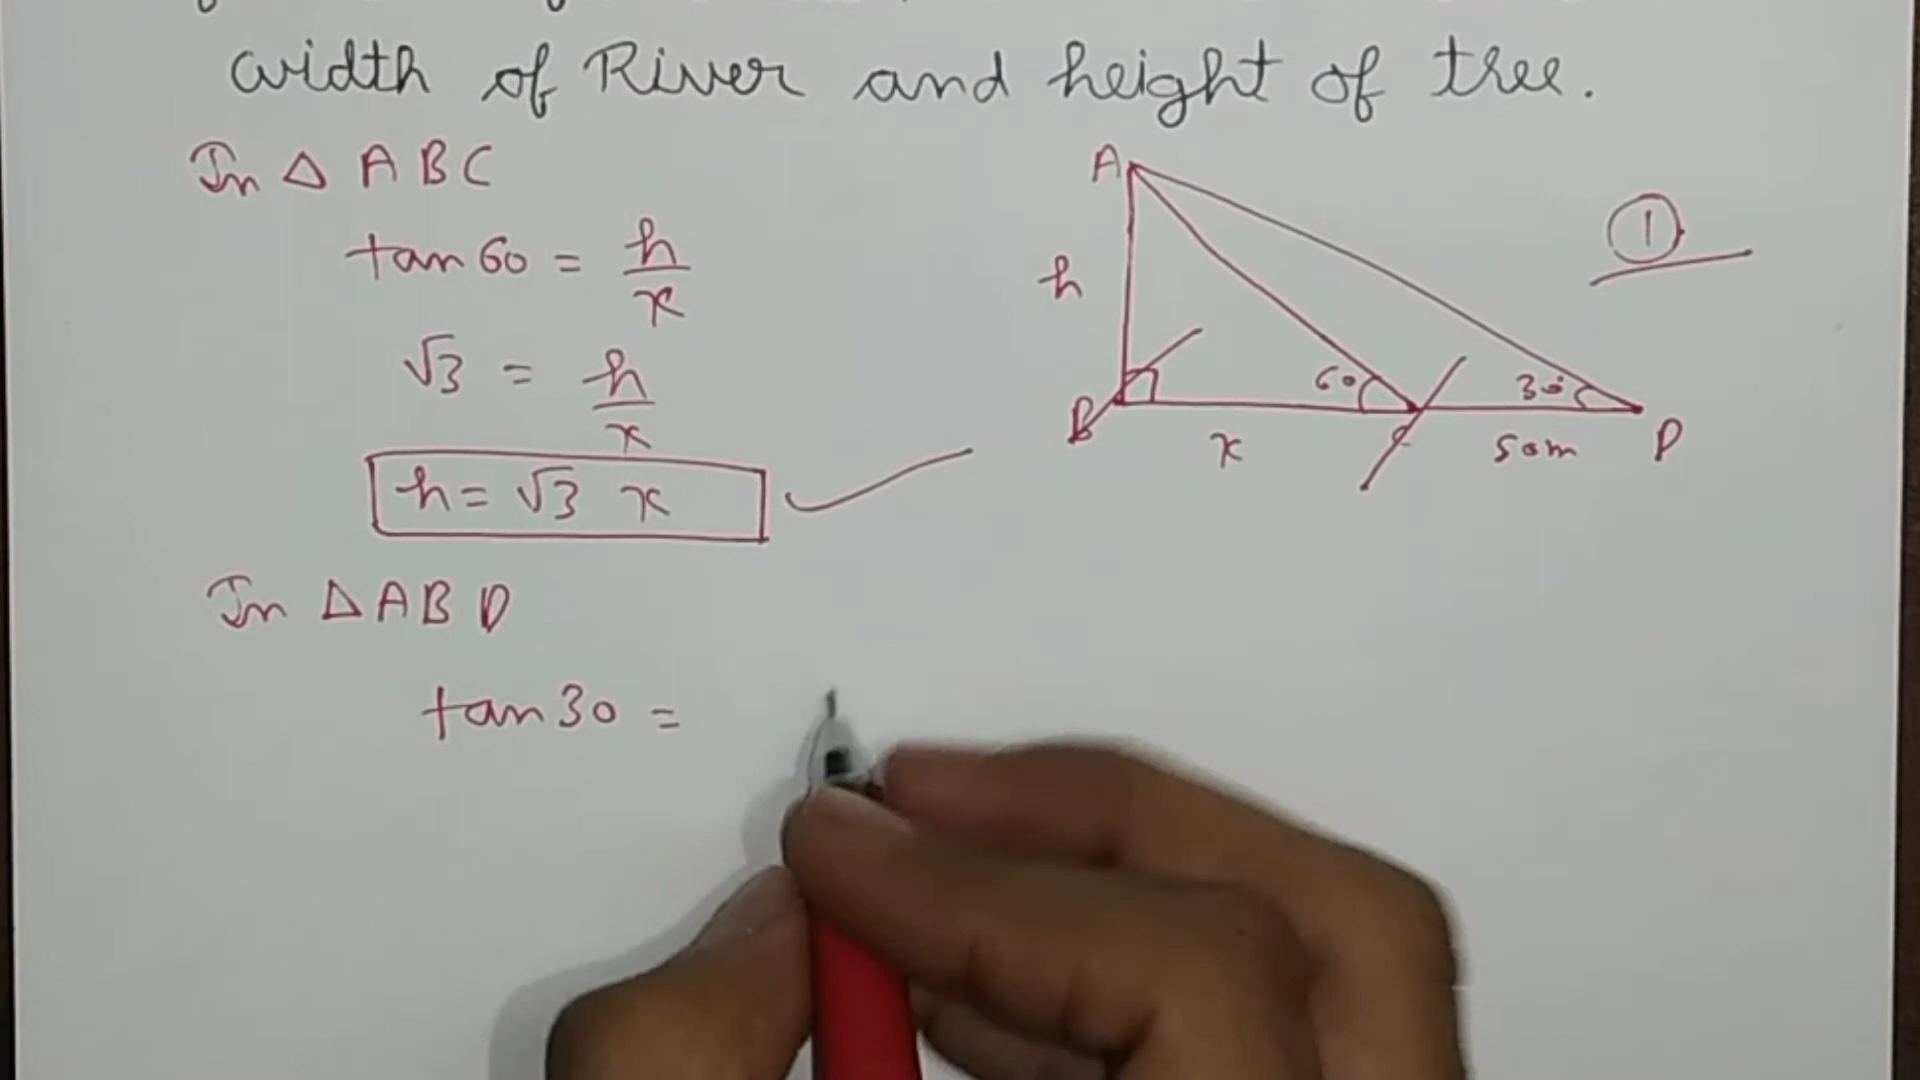 width of River and height of tree.
In △ ABC
tan 60 = h/x
√3 = h/x
h = √3 x
In △ ABD
tan 30 =
A
h
B
x
60
C
30°
50m
D
1